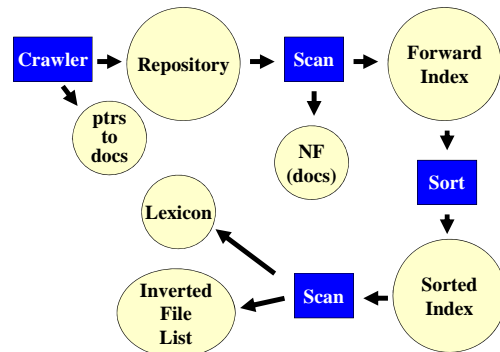 Crawler
Repository
Scan
Forward
Index
ptrs
to
docs
NF
(docs)
Sort
Lexicon
Sorted
Index
Scan
Inverted
File
List